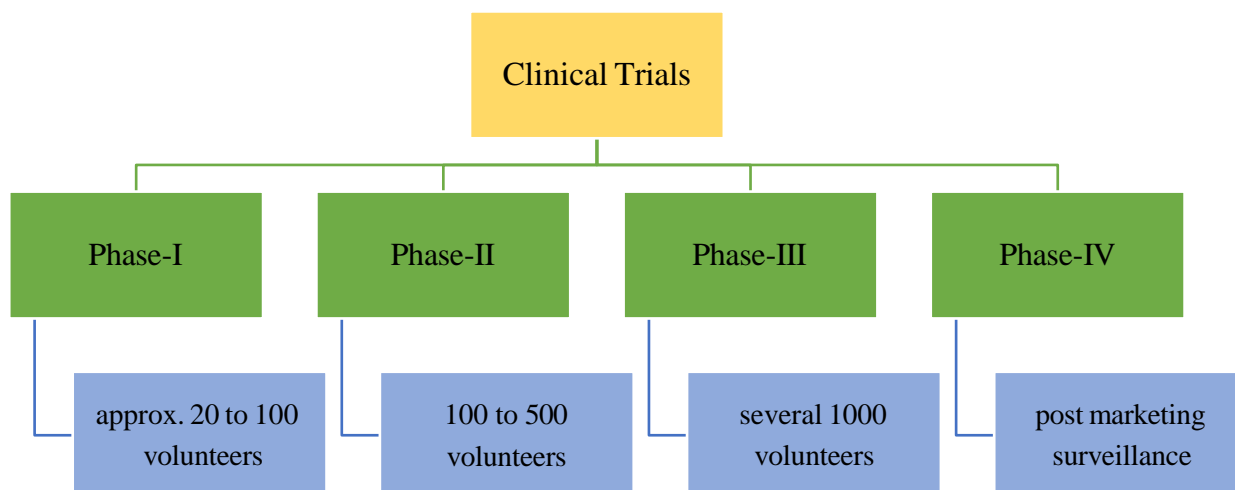 Clinical Trials
Phase-I
Phase-II
Phase-III
Phase-IV
approx. 20 to 100
volunteers
100 to 500
volunteers
several 1000
volunteers
post marketing
surveillance